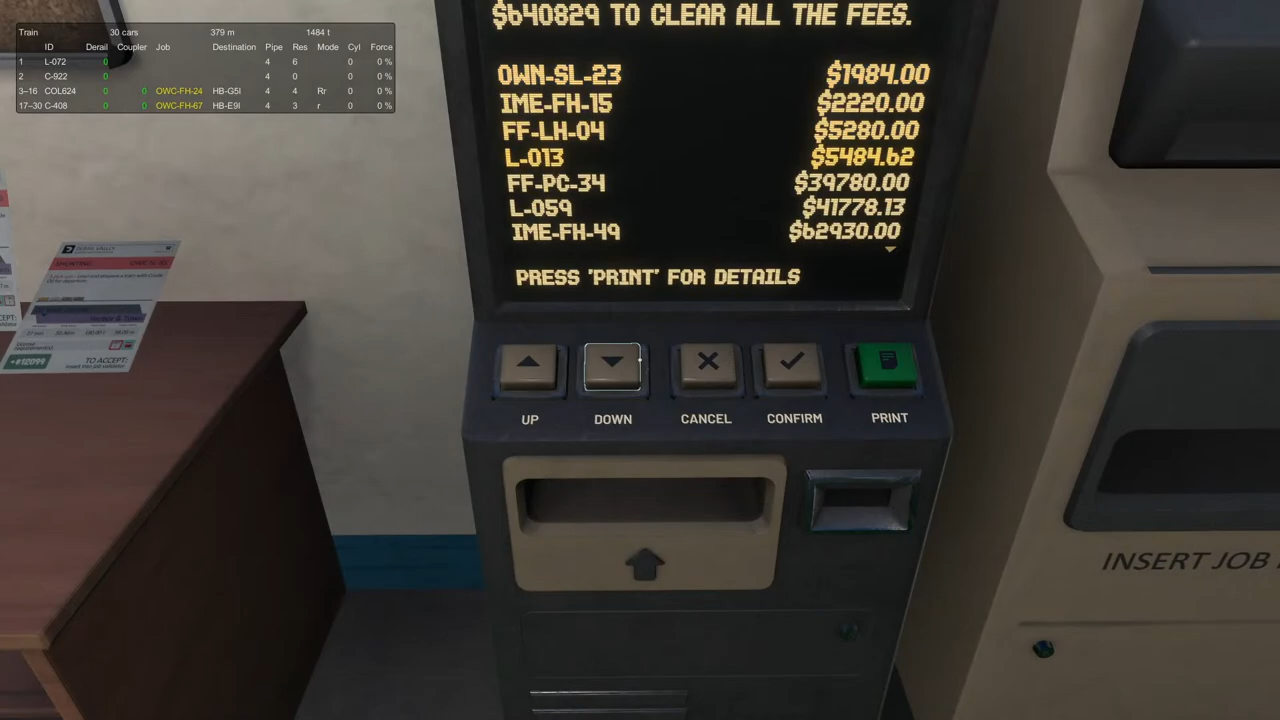 Train 30 cars 379 m 1484 t
ID Derail Coupler Job Destination Pipe Res Mode Cyl Force
1 L-072 0 4 6 0 0 %
2 C-922 0 4 0 0 0 %
3–16 COL624 0 0 OWC-FH-24 HB-G5I 4 4 Rr 0 0 %
17–30 C-408 0 0 OWC-FH-67 HB-E9I 4 3 r 0 0 %
$640829 TO CLEAR ALL THE FEES.
OWN-SL-23 $1984.00
IME-FH-15 $2220.00
FF-LH-04 $5280.00
L-013 $5484.62
FF-PC-34 $39780.00
L-059 $41778.13
IME-FH-49 $62930.00
PRESS 'PRINT' FOR DETAILS
UP DOWN CANCEL CONFIRM PRINT
INSERT JOB
TO ACCEPT: